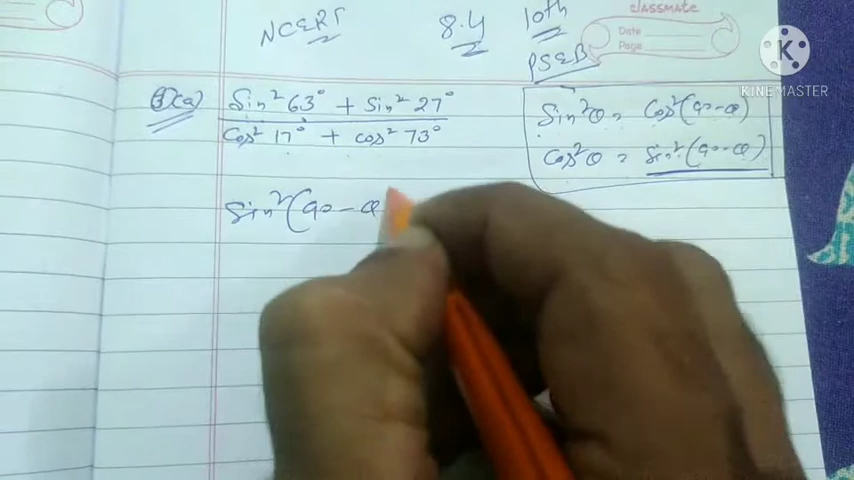 classmate
Date
Page
NCERT 8.4 10th
PSEB
KINEMASTER
3(a) Sin²63° + Sin²27°
Cos²17° + cos²73°
Sin²θ = Cos²(90-θ)
Cos²θ = Sin²(90-θ)
Sin²(90-θ